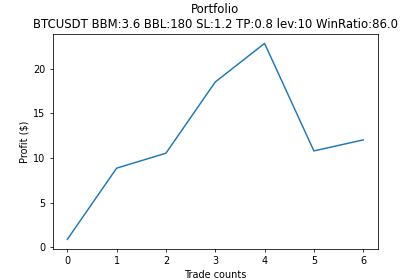 Portfolio
BTCUSDT BBM:3.6 BBL:180 SL:1.2 TP:0.8 lev:10 WinRatio:86.0
20
15
10
5
0
Profit ($)
0 1 2 3 4 5 6
Trade counts